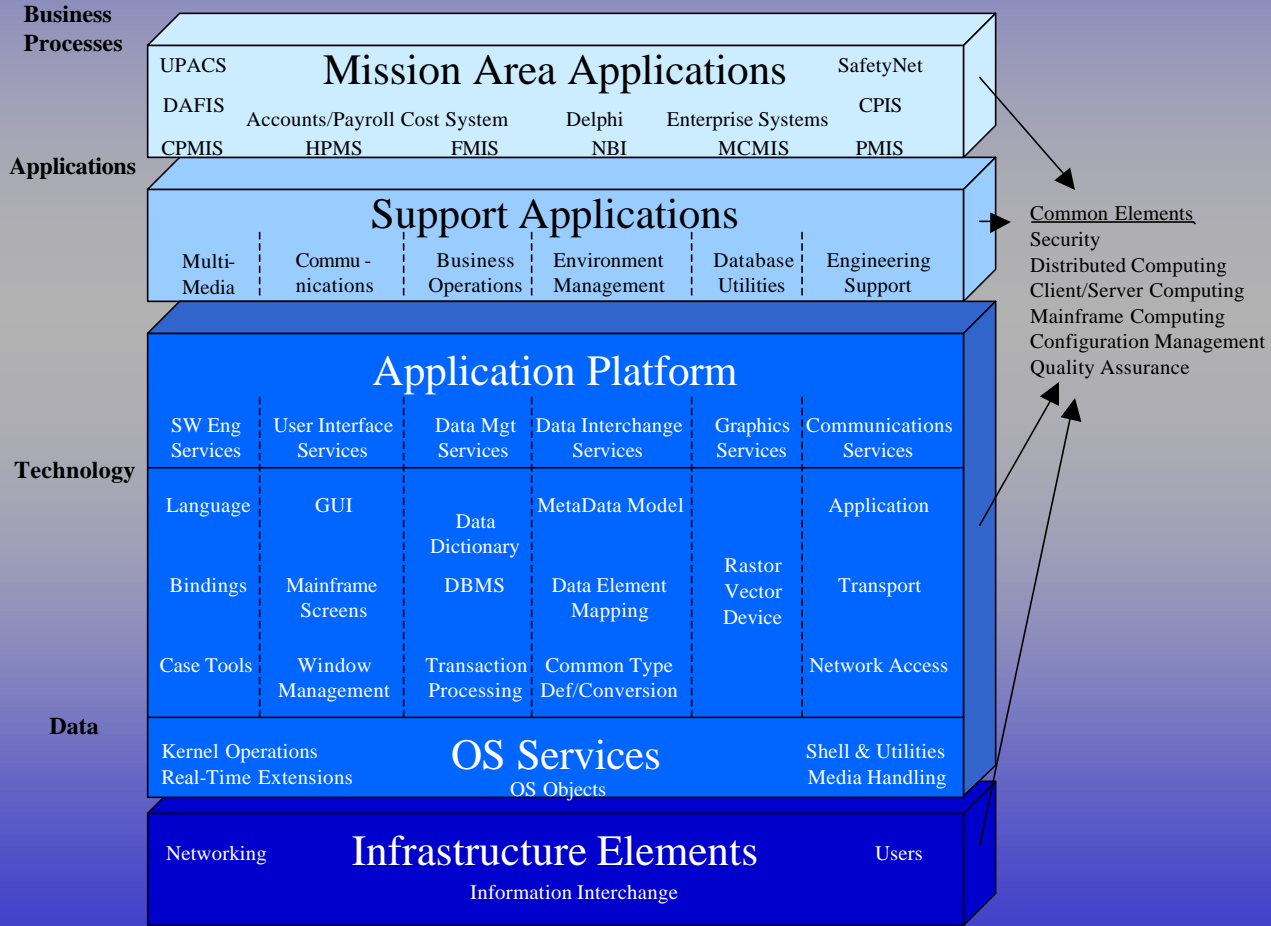 Business
Processes
Mission Area Applications
UPACS
SafetyNet
DAFIS
CPIS
Accounts/Payroll Cost System
Delphi
Enterprise Systems
CPMIS
HPMS
FMIS
NBI
MCMIS
PMIS
Applications
Support Applications
Multi-
Media
Commu -
nications
Business
Operations
Environment
Management
Database
Utilities
Engineering
Support
Common Elements
Security
Distributed Computing
Client/Server Computing
Mainframe Computing
Configuration Management
Quality Assurance
Application Platform
SW Eng
Services
User Interface
Services
Data Mgt
Services
Data Interchange
Services
Graphics
Services
Communications
Services
Technology
Language
Bindings
Case Tools
GUI
Mainframe
Screens
Window
Management
Data
Dictionary
DBMS
Transaction
Processing
MetaData Model
Data Element
Mapping
Common Type
Def/Conversion
Rastor
Vector
Device
Application
Transport
Network Access
Data
Kernel Operations
Real-Time Extensions
OS Services
OS Objects
Shell & Utilities
Media Handling
Networking
Infrastructure Elements
Users
Information Interchange